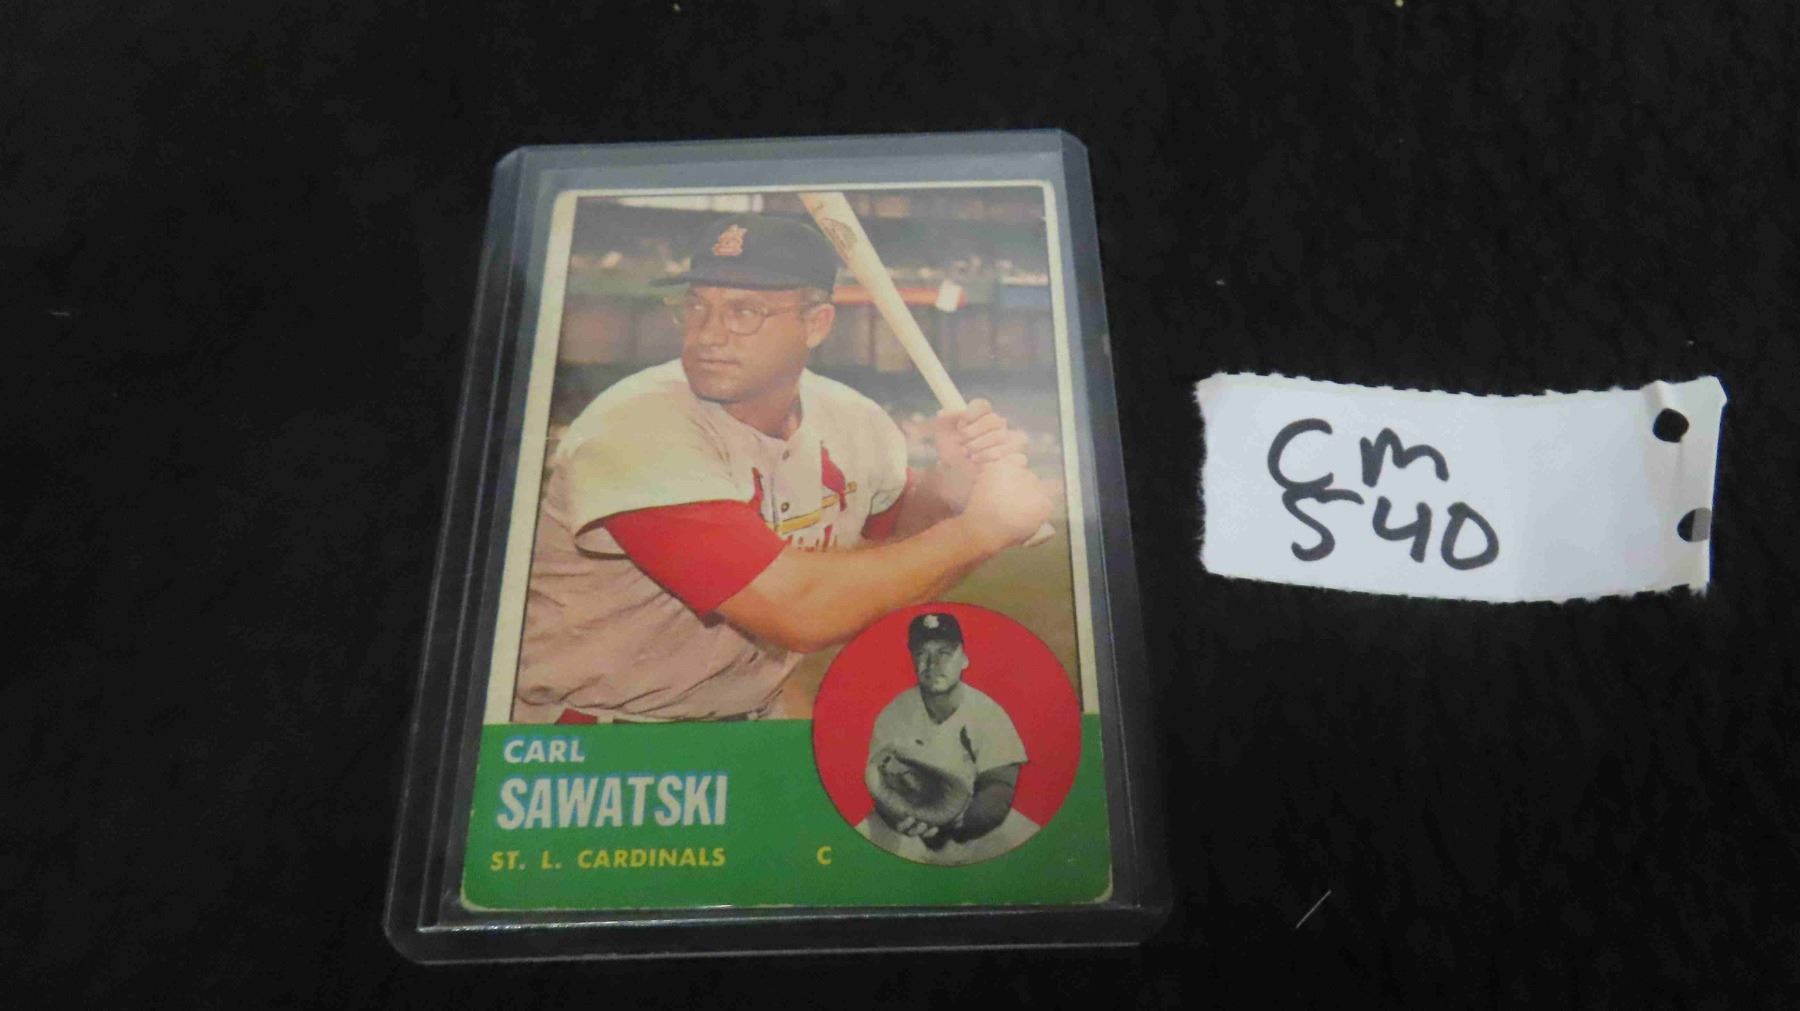 CARL
SAWATSKI
ST. L. CARDINALS C
Cm
540